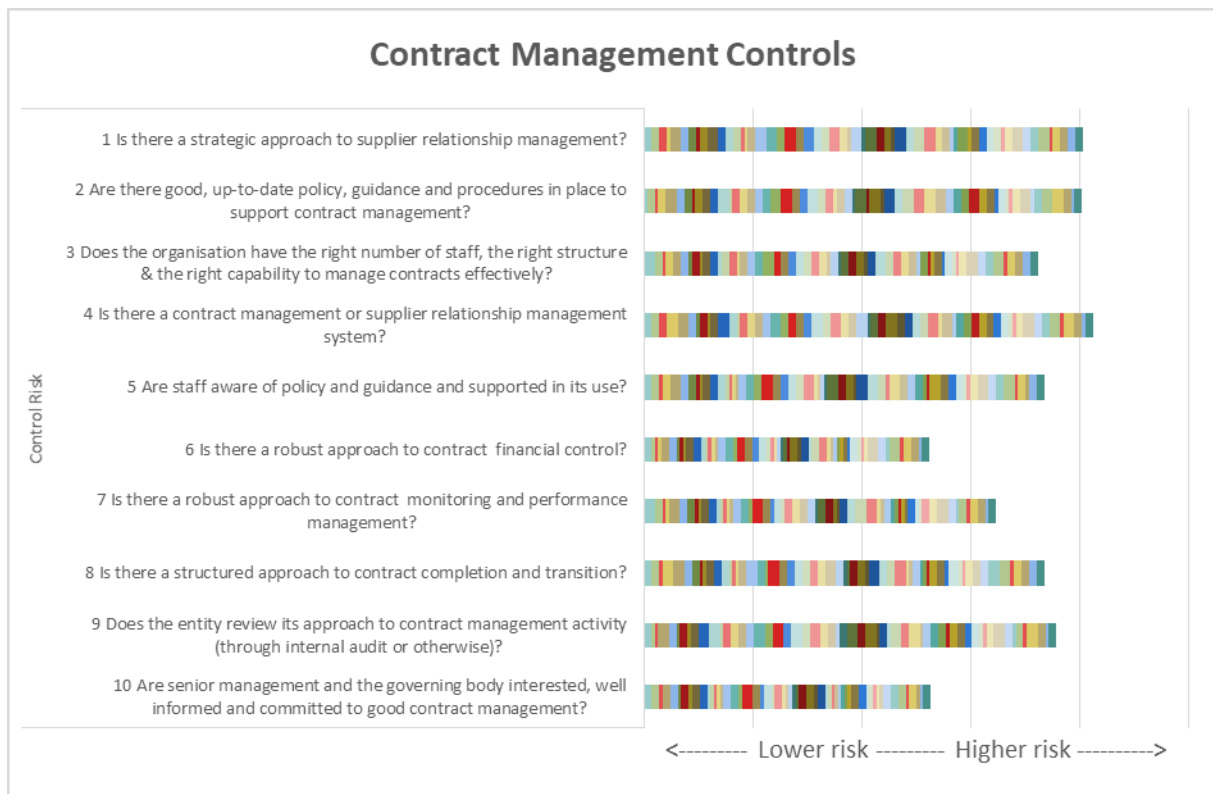 Contract Management Controls
1 Is there a strategic approach to supplier relationship management?
2 Are there good, up-to-date policy, guidance and procedures in place to
support contract management?
3 Does the organisation have the right number of staff, the right structure
& the right capability to manage contracts effectively?
4 Is there a contract management or supplier relationship management
system?
5 Are staff aware of policy and guidance and supported in its use?
6 Is there a robust approach to contract  financial control?
7 Is there a robust approach to contract  monitoring and performance
management?
8 Is there a structured approach to contract completion and transition?
9 Does the entity review its approach to contract management activity
(through internal audit or otherwise)?
10 Are senior management and the governing body interested, well
informed and committed to good contract management?
Control Risk
<--------- Lower risk --------- Higher risk ---------->